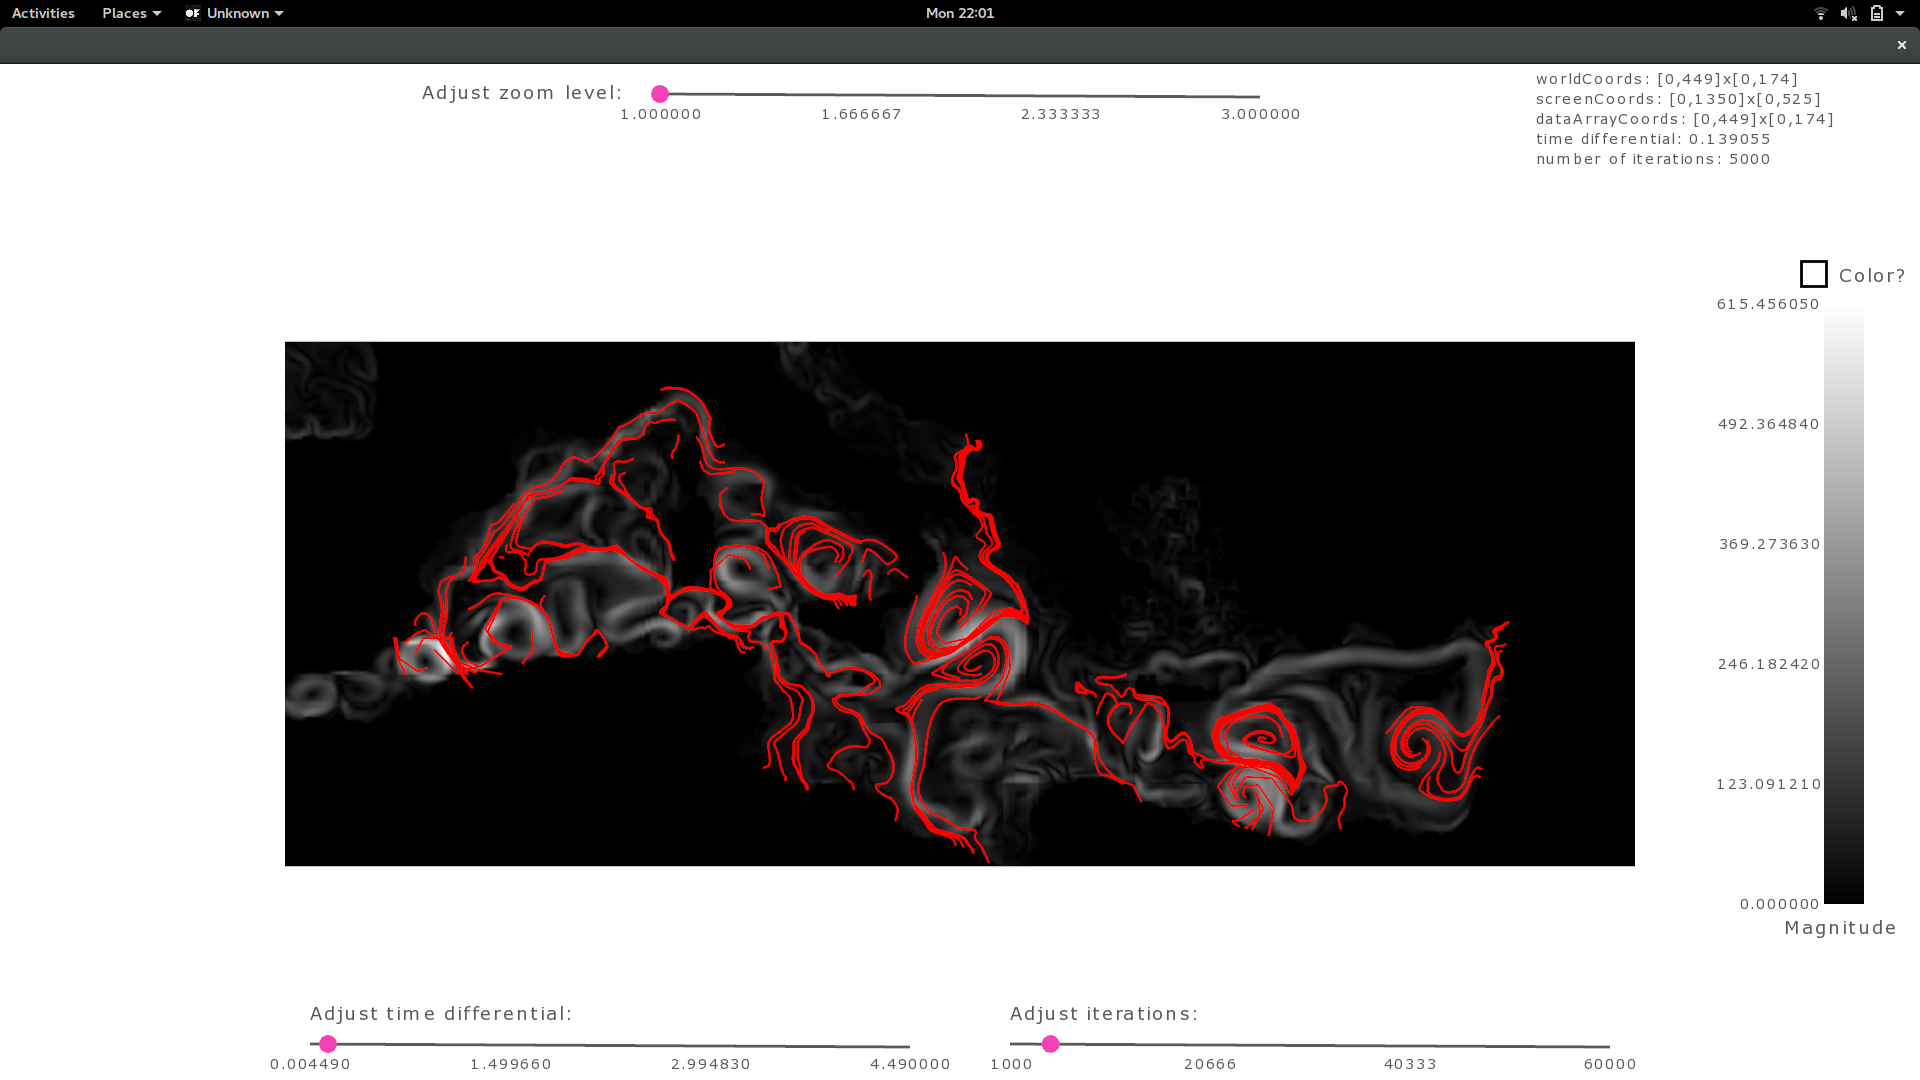 Activities Places Unknown Mon 22:01
Adjust zoom level:
1.000000 1.666667 2.333333 3.000000
worldCoords: [0,449]x[0,174]
screenCoords: [0,1350]x[0,525]
dataArrayCoords: [0,449]x[0,174]
time differential: 0.139055
number of iterations: 5000
Color?
615.456050
492.364840
369.273630
246.182420
123.091210
0.000000
Magnitude
Adjust time differential:
0.004490 1.499660 2.994830 4.490000
Adjust iterations:
1000 20666 40333 60000